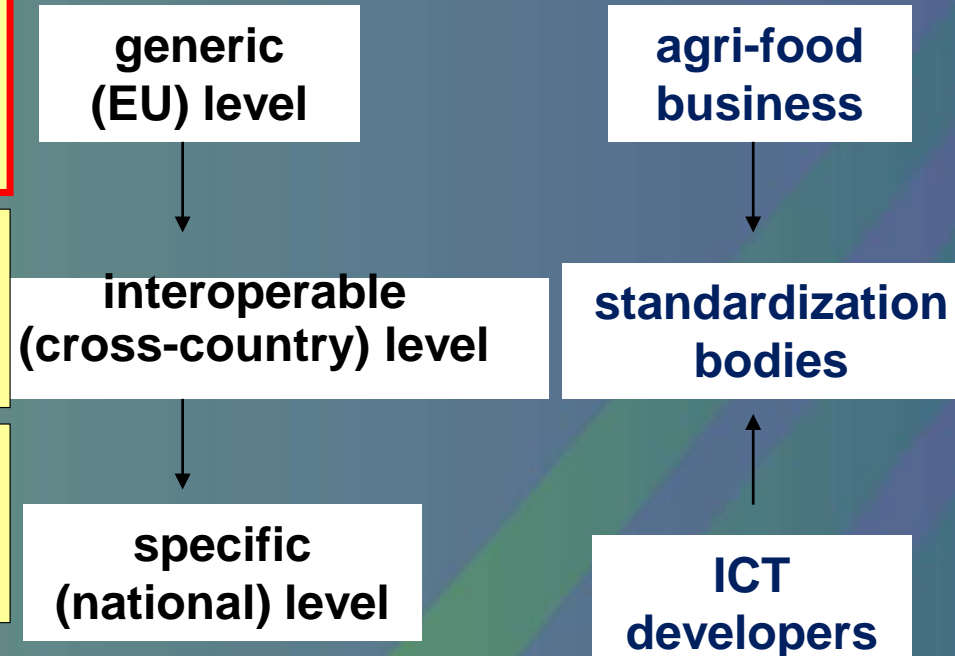 generic
(EU) level
interoperable
(cross-country) level
specific
(national) level
agri-food
business
standardization
bodies
ICT
developers